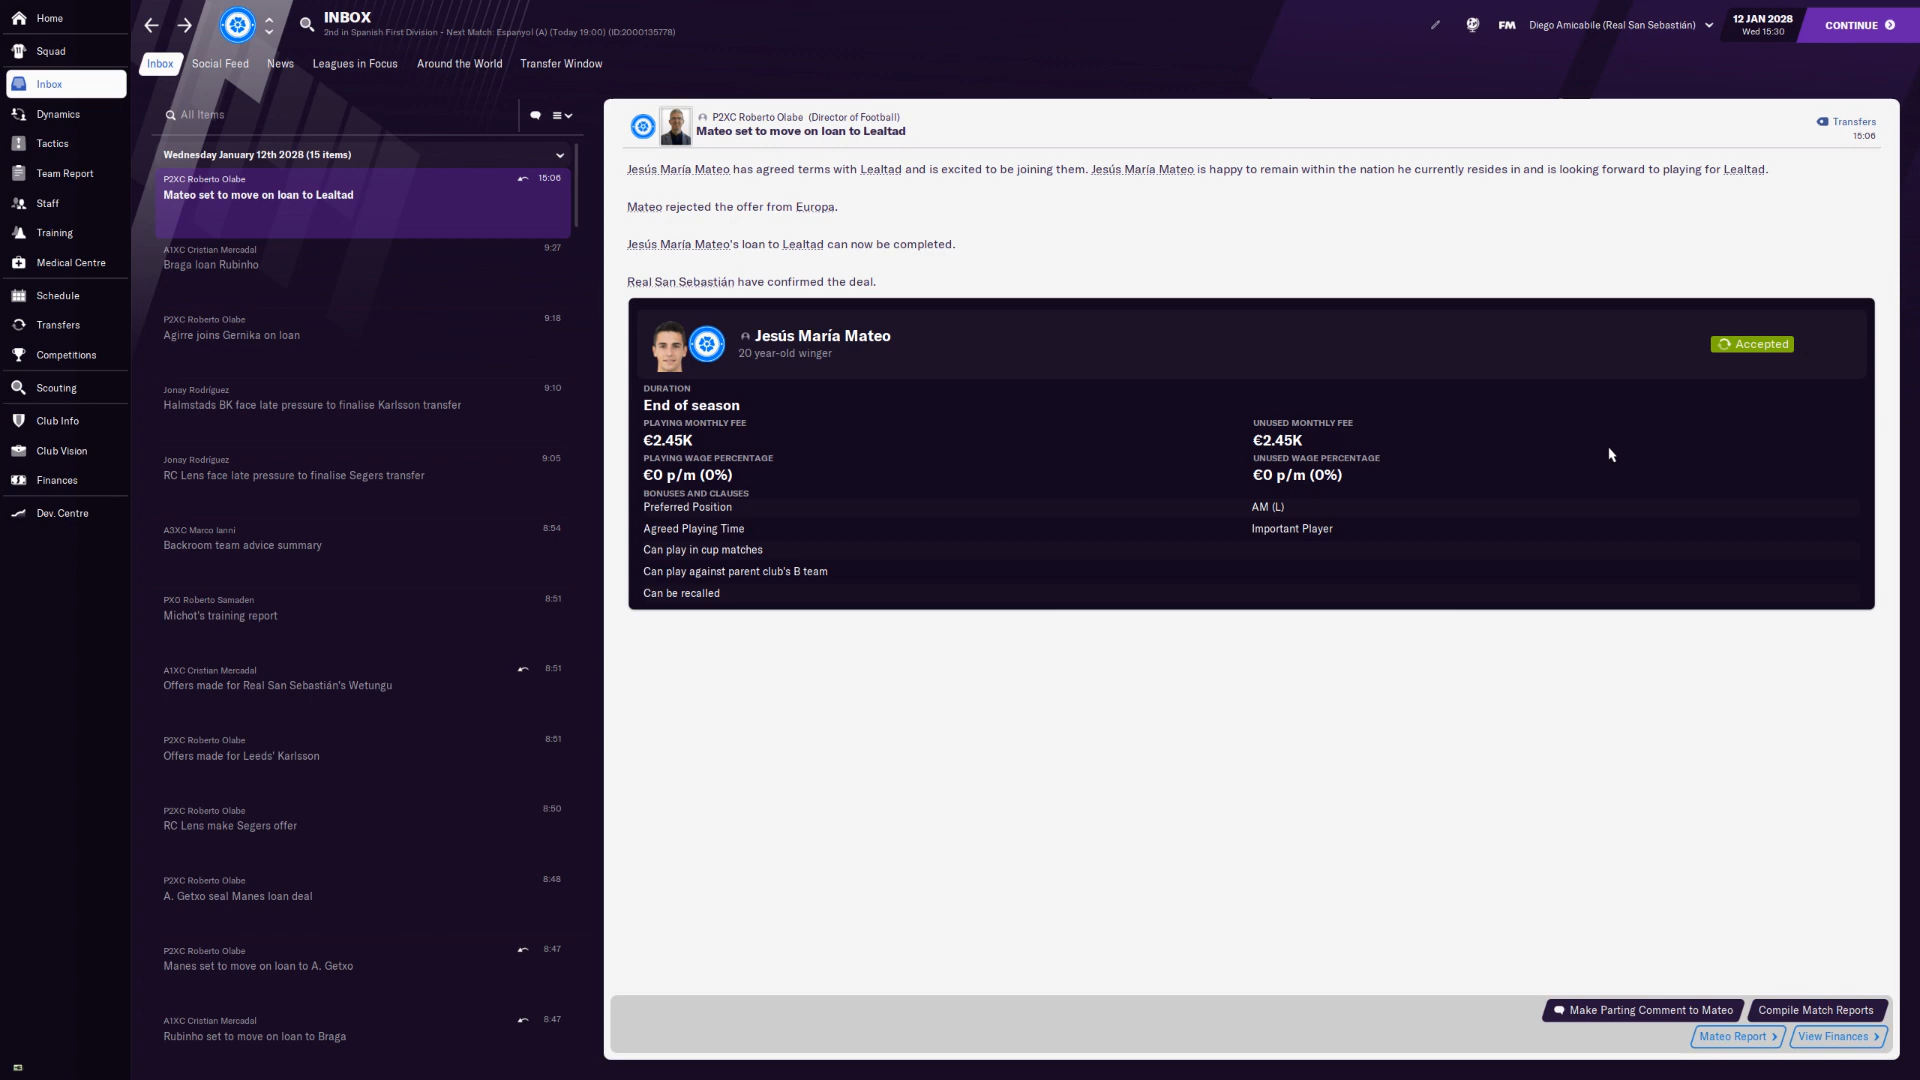 Home
Squad
Inbox
Dynamics
Tactics
Team Report
Staff
Training
Medical Centre
Schedule
Transfers
Competitions
Scouting
Club Info
Club Vision
Finances
Dev. Centre
INBOX
2nd in Spanish First Division - Next Match: Espanyol (A) (Today 19:00) (ID:2000135778)
FM
Diego Amicabile (Real San Sebastián)
12 JAN 2028
Wed 15:30
CONTINUE
Inbox Social Feed News Leagues in Focus Around the World Transfer Window
All Items
Wednesday January 12th 2028 (15 items)
P2XC Roberto Olabe 15:06
Mateo set to move on loan to Lealtad
A1XC Cristian Mercadal 9:27
Braga loan Rubinho
P2XC Roberto Olabe 9:18
Agirre joins Gernika on loan
Jonay Rodríguez 9:10
Halmstads BK face late pressure to finalise Karlsson transfer
Jonay Rodríguez 9:05
RC Lens face late pressure to finalise Segers transfer
A3XC Marco Ianni 8:54
Backroom team advice summary
PX0 Roberto Samaden 8:51
Michot's training report
A1XC Cristian Mercadal 8:51
Offers made for Real San Sebastián's Wetungu
P2XC Roberto Olabe 8:51
Offers made for Leeds' Karlsson
P2XC Roberto Olabe 8:50
RC Lens make Segers offer
P2XC Roberto Olabe 8:48
A. Getxo seal Manes loan deal
P2XC Roberto Olabe 8:47
Manes set to move on loan to A. Getxo
A1XC Cristian Mercadal 8:47
Rubinho set to move on loan to Braga
P2XC Roberto Olabe (Director of Football)
Mateo set to move on loan to Lealtad
Transfers
15:06
Jesús María Mateo has agreed terms with Lealtad and is excited to be joining them. Jesús María Mateo is happy to remain within the nation he currently resides in and is looking forward to playing for Lealtad.
Mateo rejected the offer from Europa.
Jesús María Mateo's loan to Lealtad can now be completed.
Real San Sebastián have confirmed the deal.
Jesús María Mateo
20 year-old winger
Accepted
DURATION
End of season
PLAYING MONTHLY FEE UNUSED MONTHLY FEE
€2.45K €2.45K
PLAYING WAGE PERCENTAGE UNUSED WAGE PERCENTAGE
€0 p/m (0%) €0 p/m (0%)
BONUSES AND CLAUSES
Preferred Position AM (L)
Agreed Playing Time Important Player
Can play in cup matches
Can play against parent club's B team
Can be recalled
Make Parting Comment to Mateo Compile Match Reports
Mateo Report View Finances